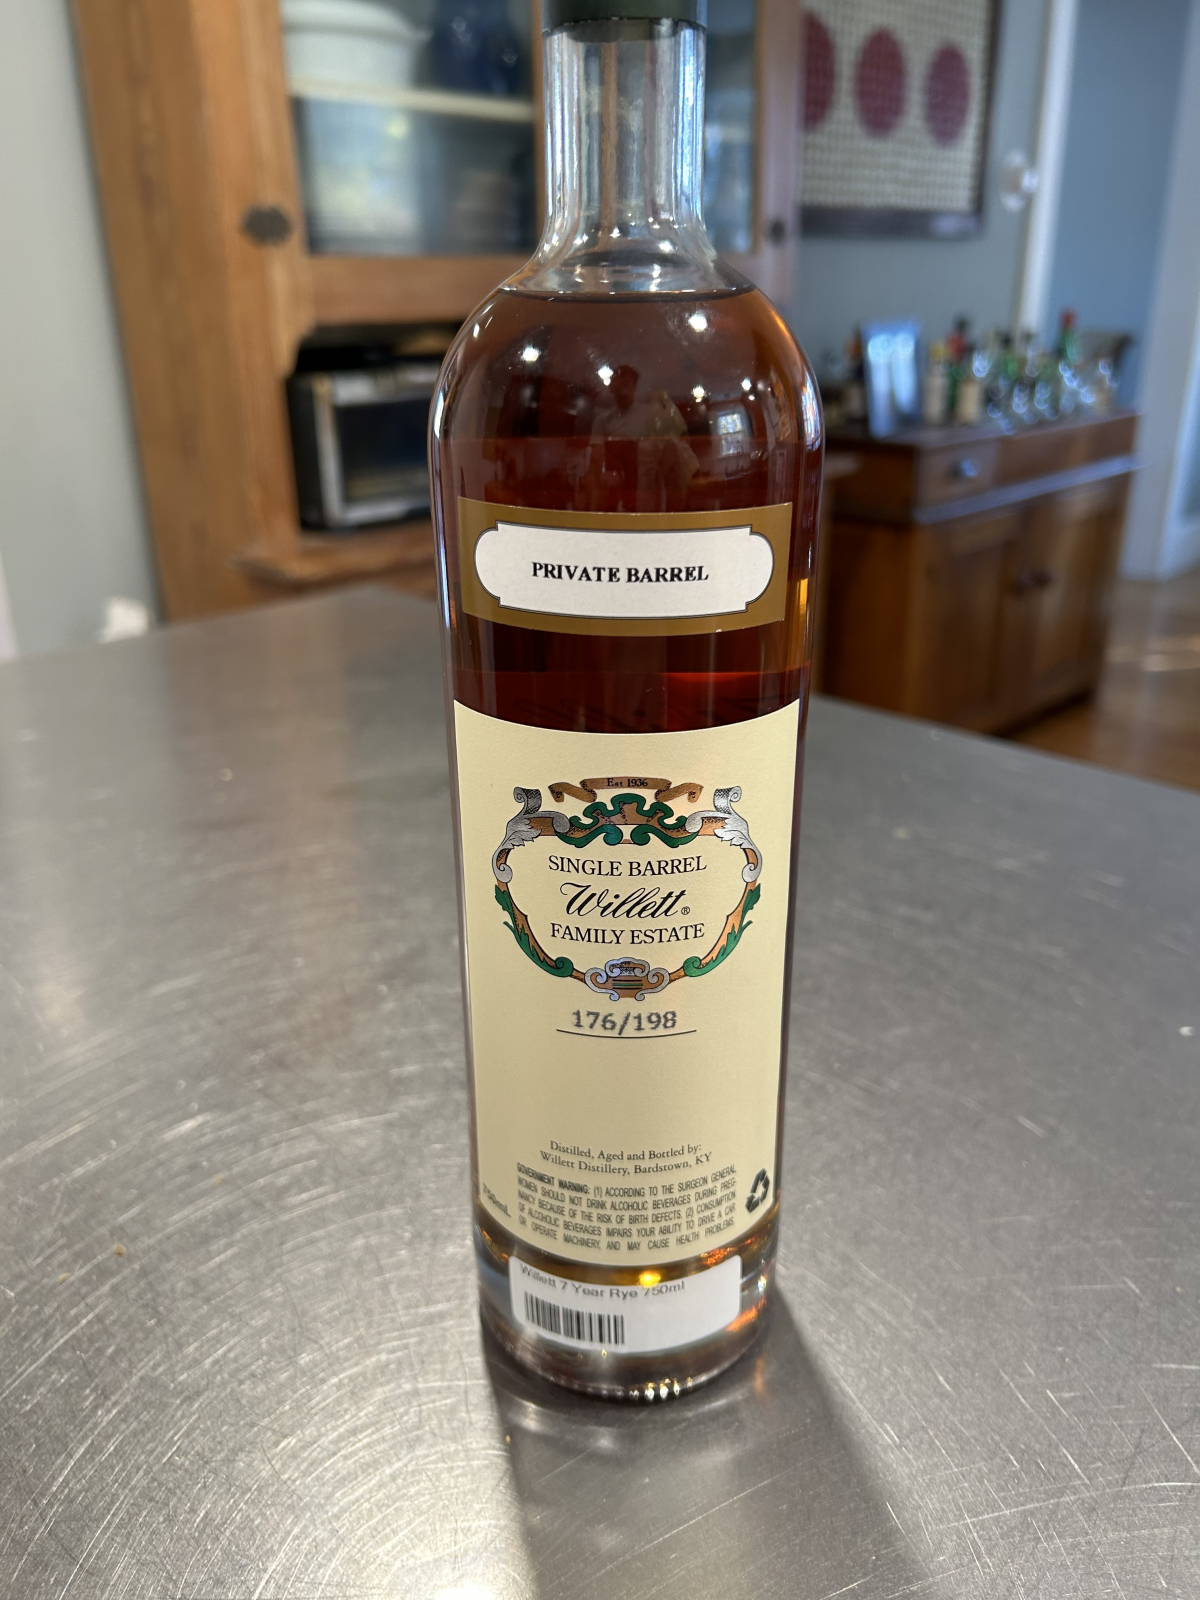 PRIVATE BARREL
Est 1936
SINGLE BARREL
Willett®
FAMILY ESTATE
176/198
Distilled, Aged and Bottled by:
Willett Distillery, Bardstown, KY
GOVERNMENT WARNING: (1) ACCORDING TO THE SURGEON GENERAL,
WOMEN SHOULD NOT DRINK ALCOHOLIC BEVERAGES DURING PREG-
NANCY BECAUSE OF THE RISK OF BIRTH DEFECTS. (2) CONSUMPTION
OF ALCOHOLIC BEVERAGES IMPAIRS YOUR ABILITY TO DRIVE A CAR
OR OPERATE MACHINERY, AND MAY CAUSE HEALTH PROBLEMS.
750mL
Willett 7 Year Rye 750ml